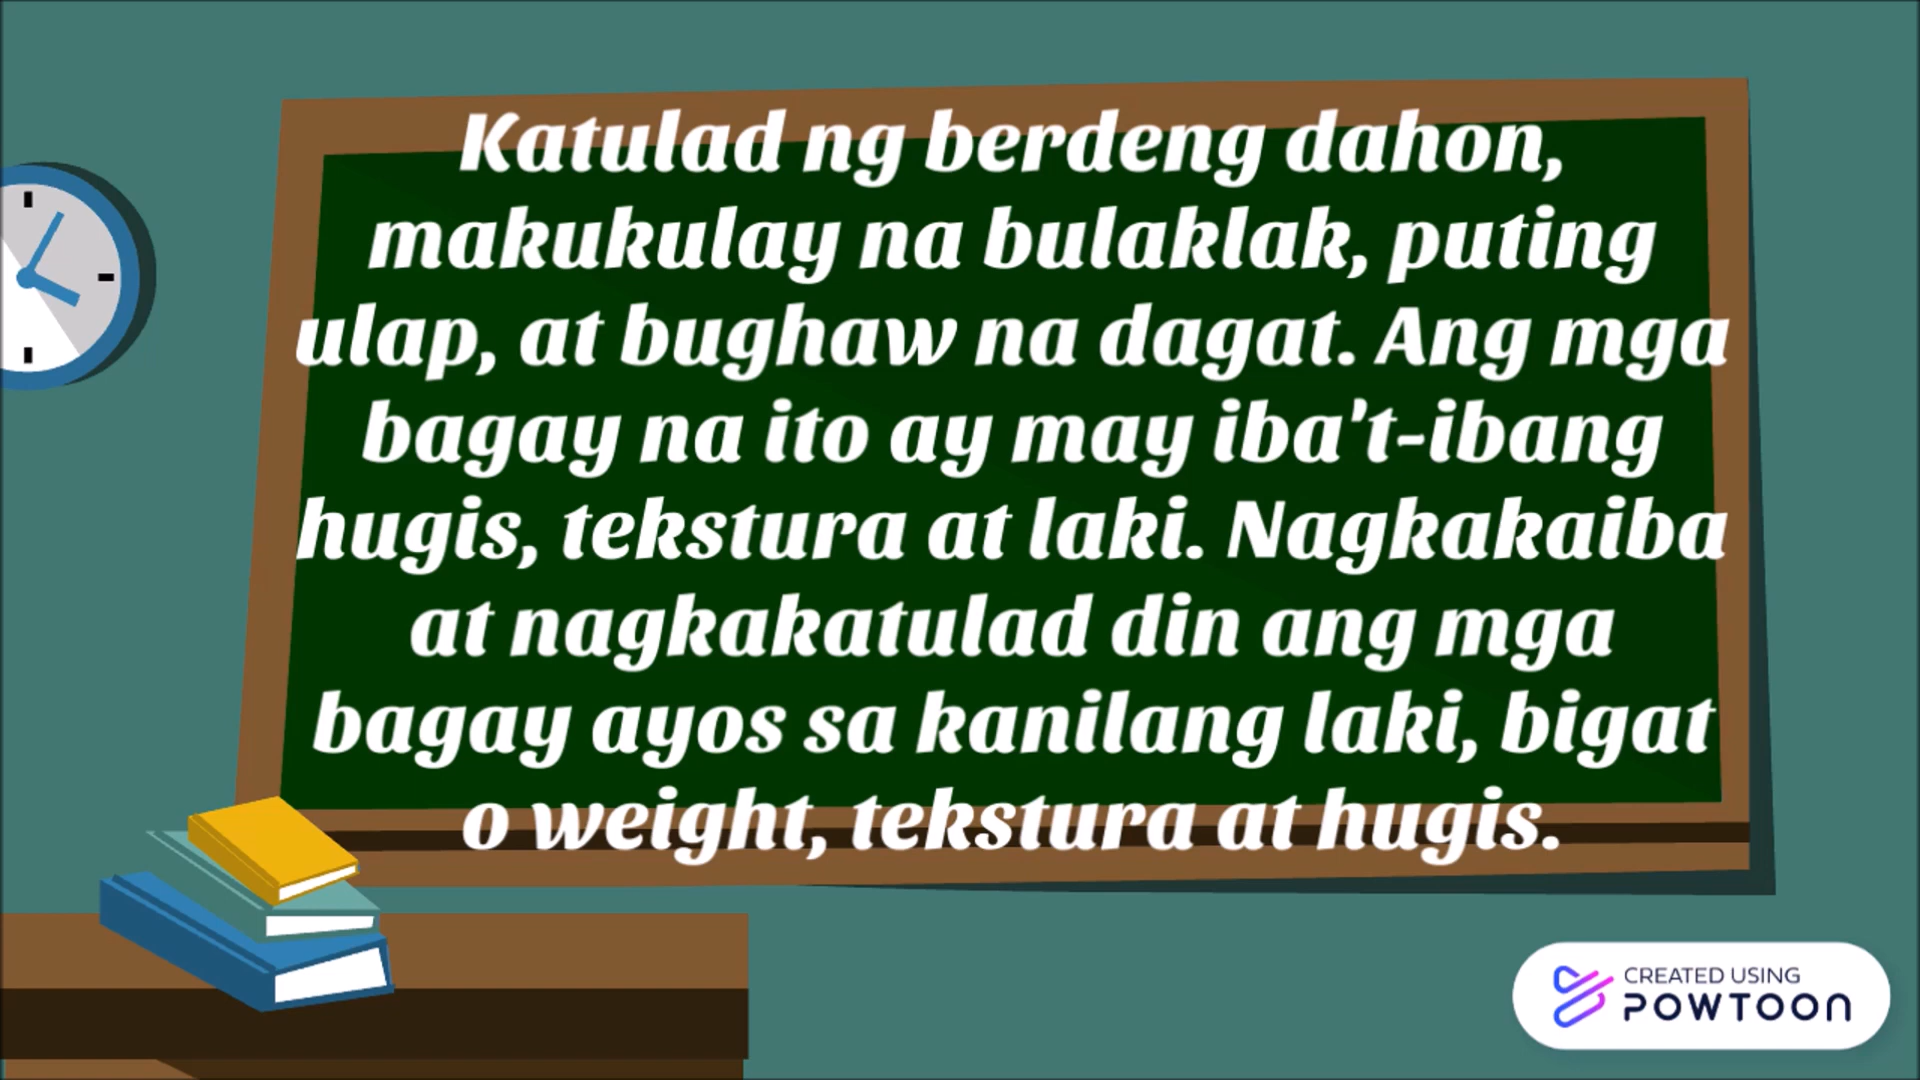 Katulad ng berdeng dahon,
makukulay na bulaklak, puting
ulap, at bughaw na dagat. Ang mga
bagay na ito ay may iba't-ibang
hugis, tekstura at laki. Nagkakaiba
at nagkakatulad din ang mga
bagay ayos sa kanilang laki, bigat
o weight, tekstura at hugis.
CREATED USING
POWTOON